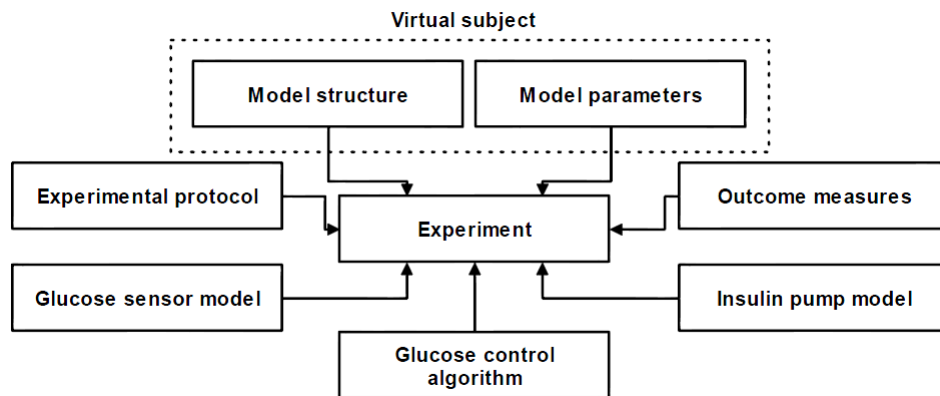 Virtual subject
Model structure
Model parameters
Experimental protocol
Experiment
Outcome measures
Glucose sensor model
Insulin pump model
Glucose control
algorithm